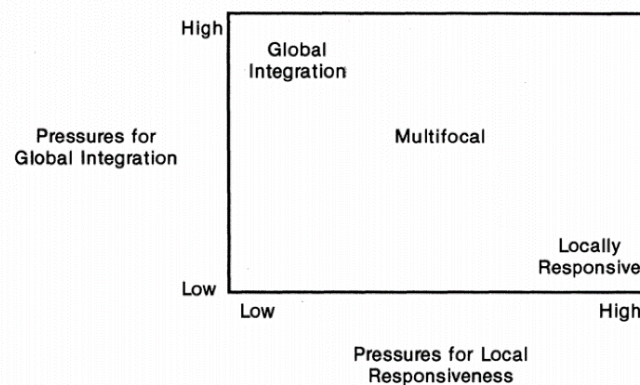 High
Global
Integration
Pressures for
Global Integration
Multifocal
Locally
Responsive
Low
Low
High
Pressures for Local
Responsiveness